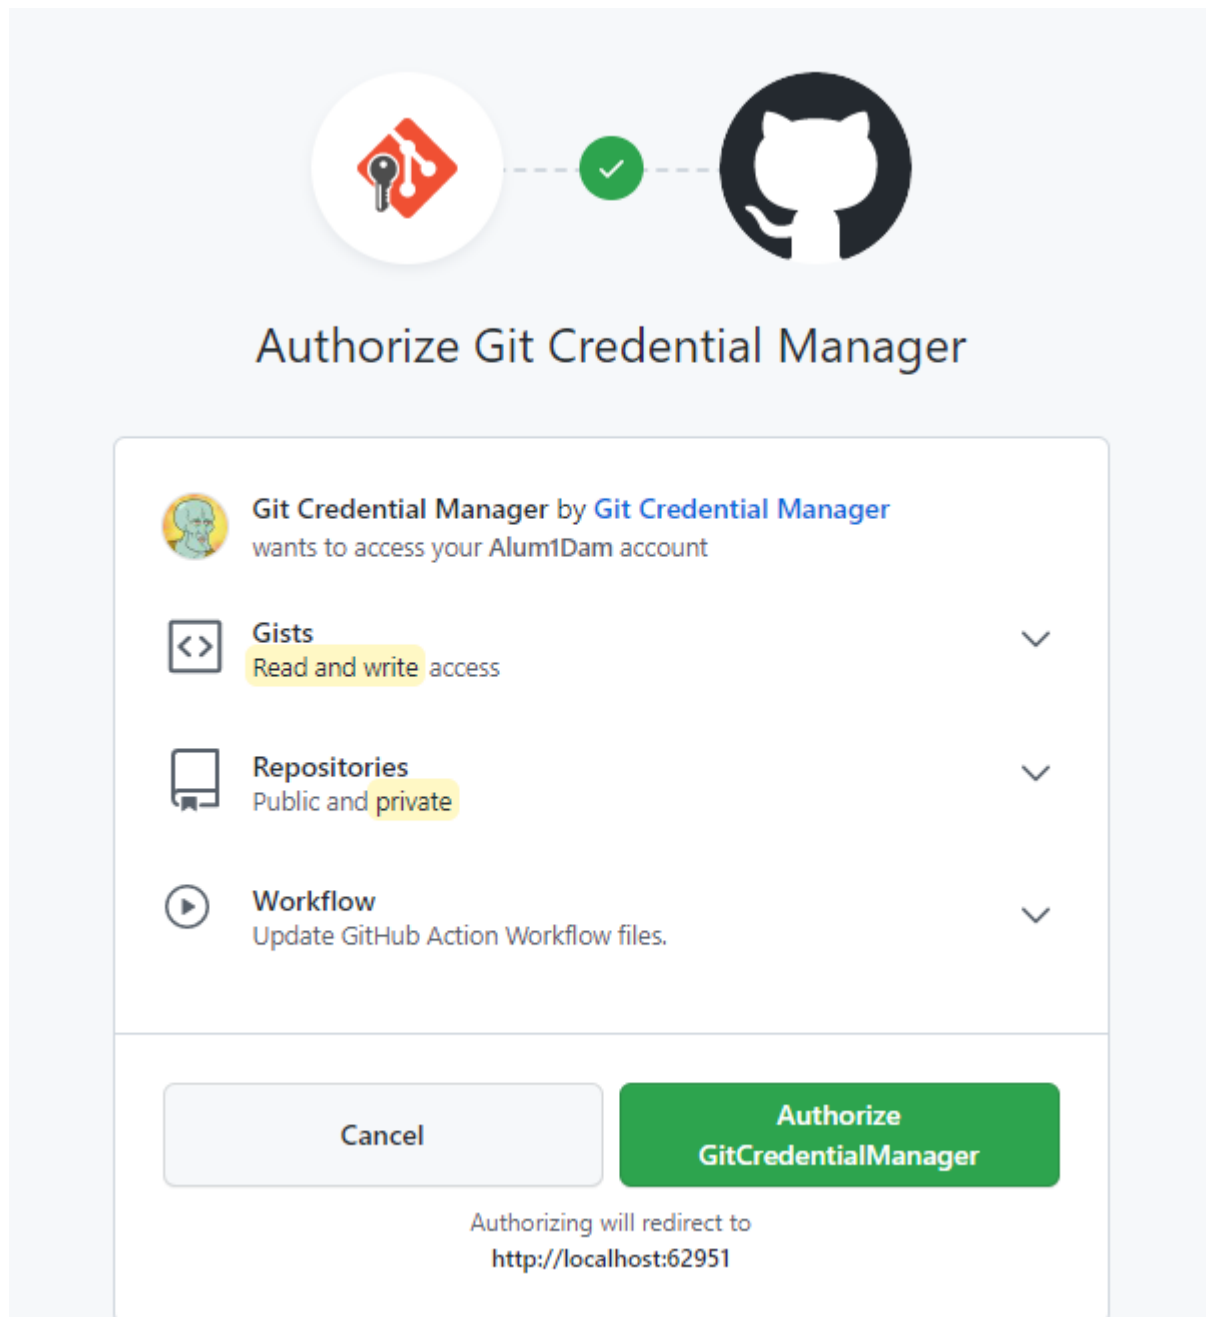 Authorize Git Credential Manager
Git Credential Manager by Git Credential Manager
wants to access your Alum1Dam account
Gists
Read and write access
Repositories
Public and private
Workflow
Update GitHub Action Workflow files.
Cancel
Authorize
GitCredentialManager
Authorizing will redirect to
http://localhost:62951